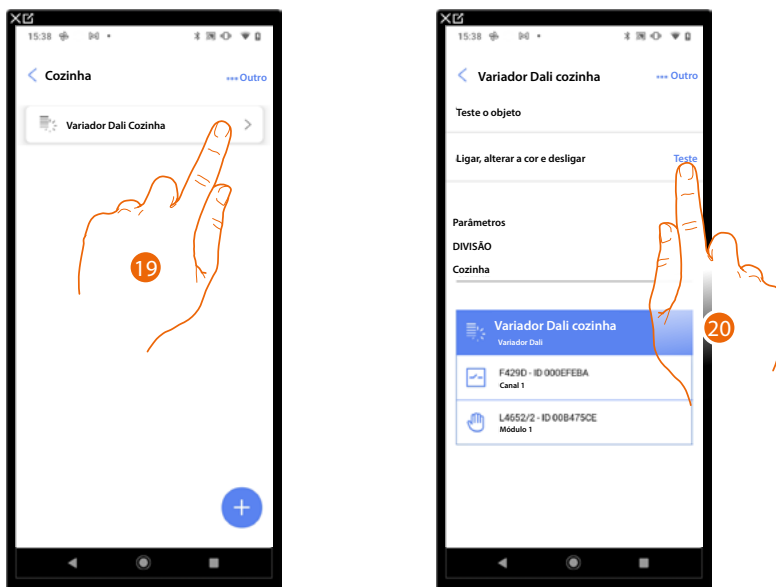 15:38
Cozinha
••• Outro
Variador Dali Cozinha
19
15:38
Variador Dali cozinha
••• Outro
Teste o objeto
Ligar, alterar a cor e desligar
Teste
Parâmetros
DIVISÃO
Cozinha
Variador Dali cozinha
Variador Dali
F429D - ID 000EFEBA
Canal 1
L4652/2 - ID 00B475CE
Módulo 1
20